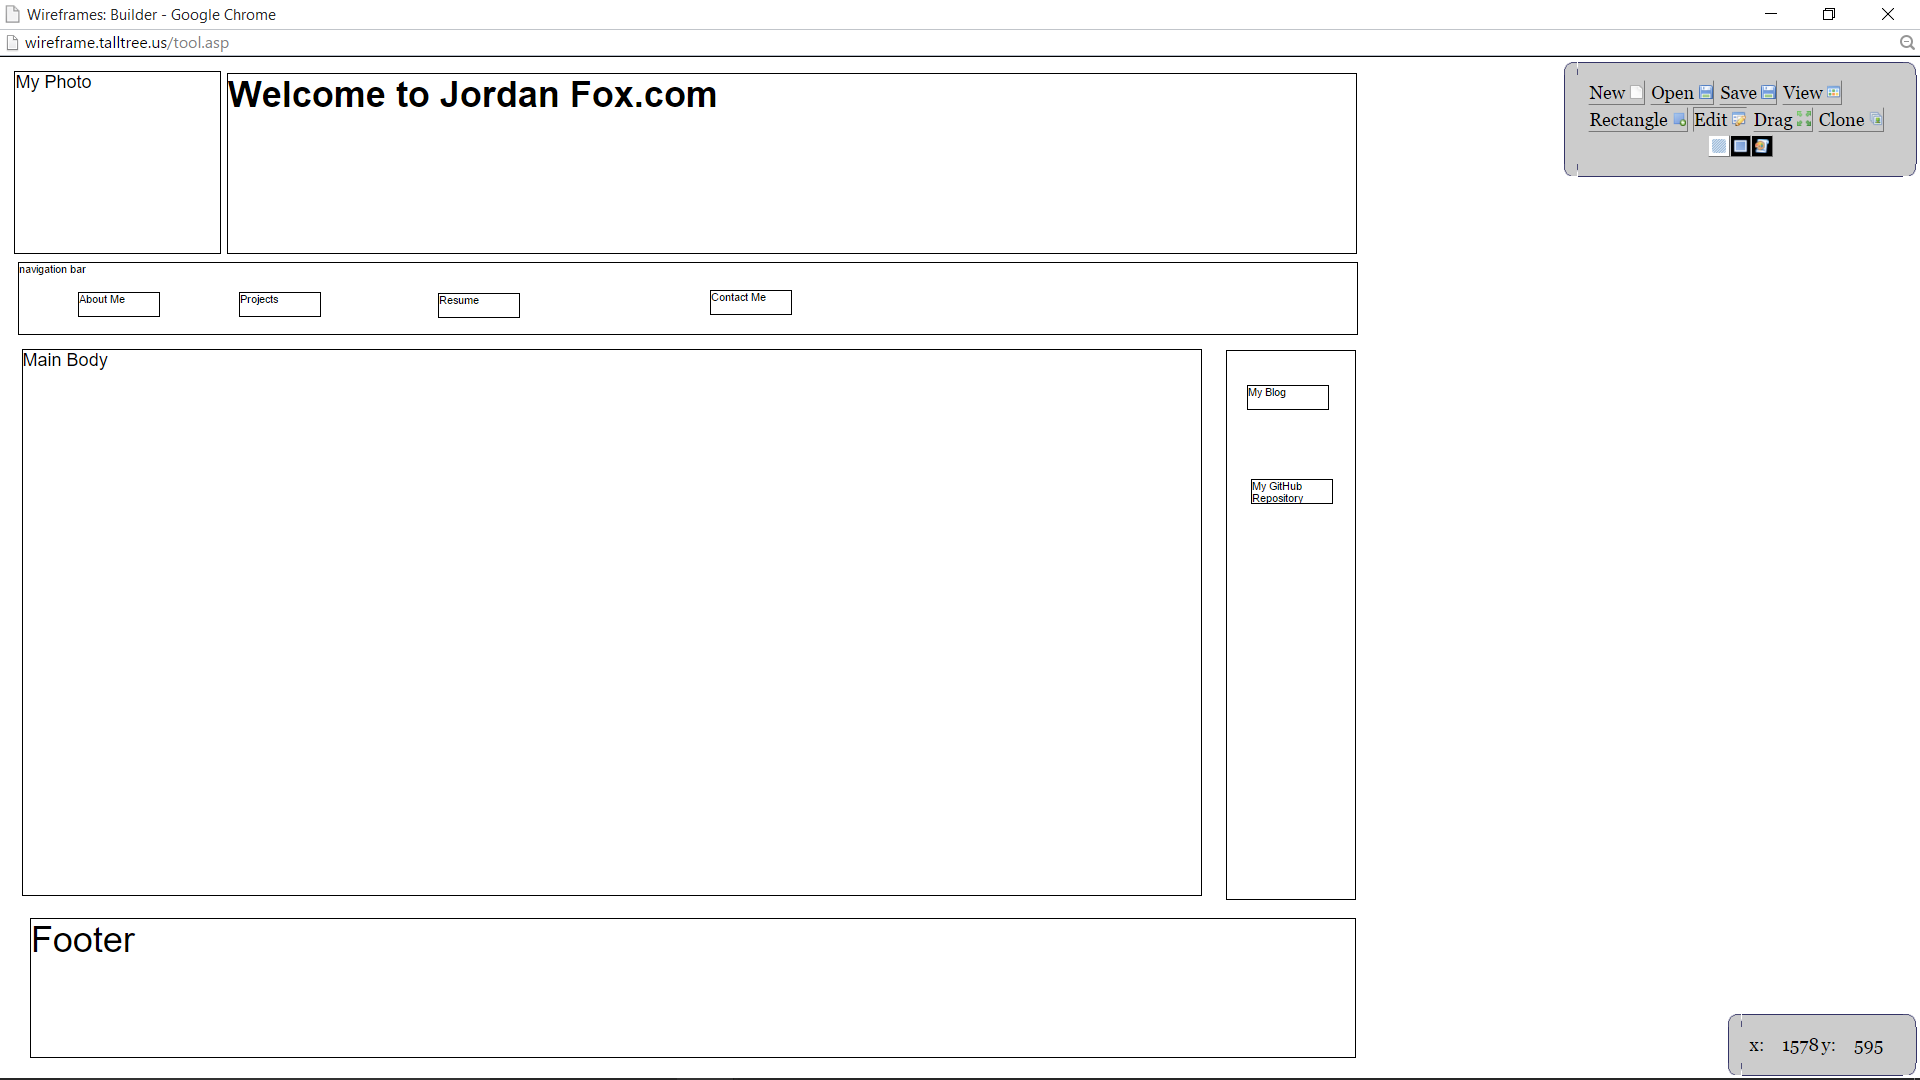 Wireframes: Builder - Google Chrome
wireframe.talltree.us/tool.asp
My Photo
Welcome to Jordan Fox.com
New Open Save View
Rectangle Edit Drag Clone
navigation bar
About Me
Projects
Resume
Contact Me
Main Body
My Blog
My GitHub
Repository
Footer
x: 1578 y: 595